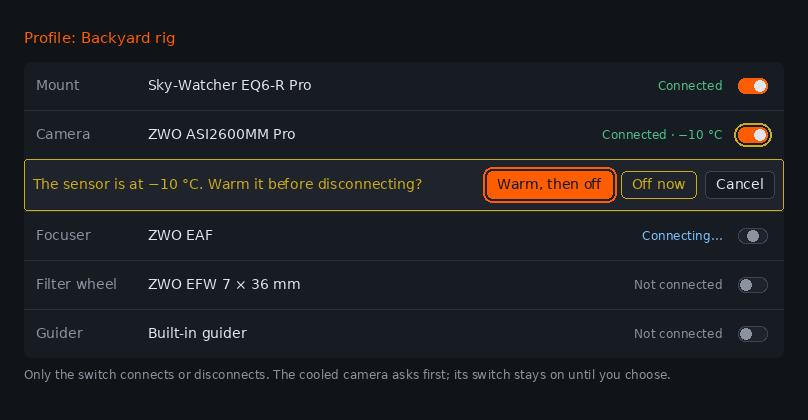 Profile: Backyard rig
Mount Sky-Watcher EQ6-R Pro Connected
Camera ZWO ASI2600MM Pro Connected · −10 °C
The sensor is at −10 °C. Warm it before disconnecting? Warm, then off Off now Cancel
Focuser ZWO EAF Connecting…
Filter wheel ZWO EFW 7 × 36 mm Not connected
Guider Built-in guider Not connected
Only the switch connects or disconnects. The cooled camera asks first; its switch stays on until you choose.